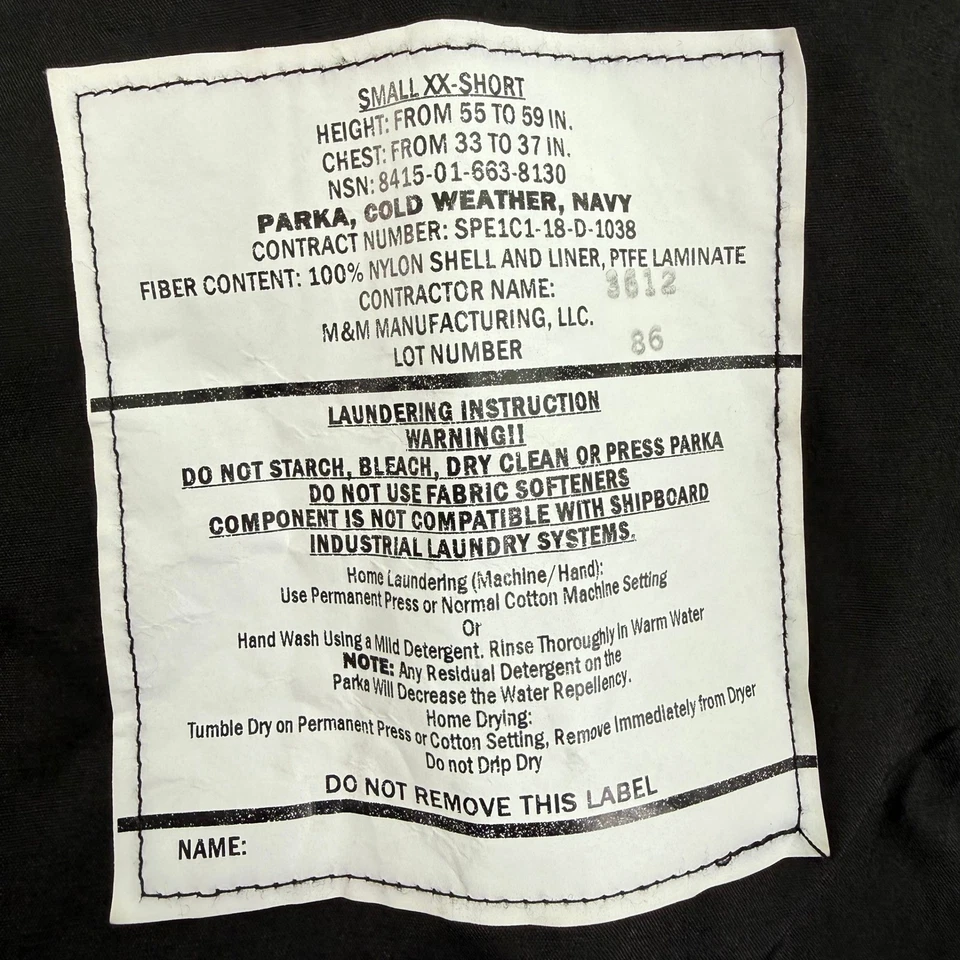 SMALL XX-SHORT
HEIGHT: FROM 55 TO 59 IN.
CHEST: FROM 33 TO 37 IN.
NSN: 8415-01-663-8130
PARKA, COLD WEATHER, NAVY
CONTRACT NUMBER: SPE1C1-18-D-1038
FIBER CONTENT: 100% NYLON SHELL AND LINER, PTFE LAMINATE
CONTRACTOR NAME: 3612
M&M MANUFACTURING, LLC.
LOT NUMBER 86
LAUNDERING INSTRUCTION
WARNING!!
DO NOT STARCH, BLEACH, DRY CLEAN OR PRESS PARKA
DO NOT USE FABRIC SOFTENERS
COMPONENT IS NOT COMPATIBLE WITH SHIPBOARD
INDUSTRIAL LAUNDRY SYSTEMS.
Home Laundering (Machine/Hand):
Use Permanent Press or Normal Cotton Machine Setting
Or
Hand Wash Using a Mild Detergent. Rinse Thoroughly In Warm Water
NOTE: Any Residual Detergent on the
Parka Will Decrease the Water Repellency.
Home Drying:
Tumble Dry on Permanent Press or Cotton Setting, Remove Immediately from Dryer
Do not Drip Dry
DO NOT REMOVE THIS LABEL
NAME: